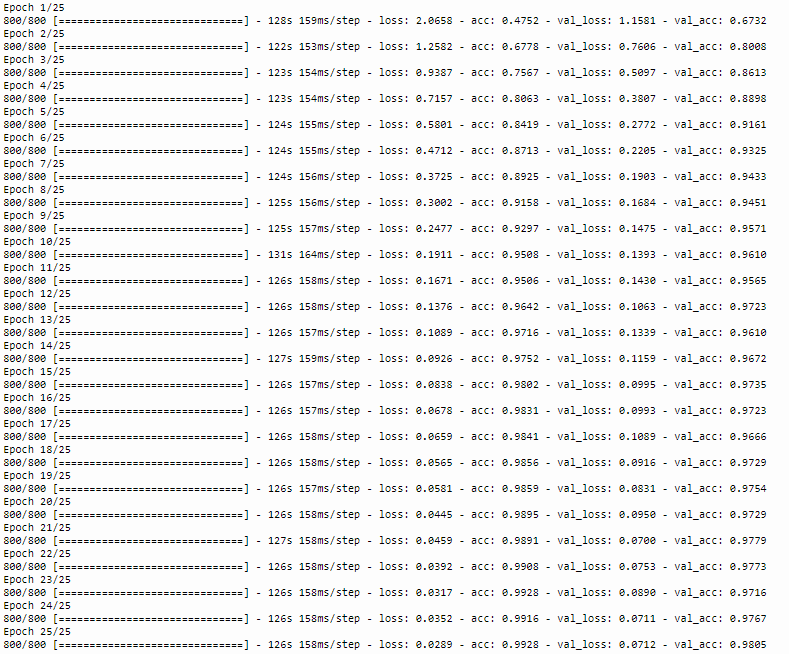 Epoch 1/25
800/800 [==============================] - 128s 159ms/step - loss: 2.0658 - acc: 0.4752 - val_loss: 1.1581 - val_acc: 0.6732
Epoch 2/25
800/800 [==============================] - 122s 153ms/step - loss: 1.2582 - acc: 0.6778 - val_loss: 0.7606 - val_acc: 0.8008
Epoch 3/25
800/800 [==============================] - 123s 154ms/step - loss: 0.9387 - acc: 0.7567 - val_loss: 0.5097 - val_acc: 0.8613
Epoch 4/25
800/800 [==============================] - 123s 154ms/step - loss: 0.7157 - acc: 0.8063 - val_loss: 0.3807 - val_acc: 0.8898
Epoch 5/25
800/800 [==============================] - 124s 155ms/step - loss: 0.5801 - acc: 0.8419 - val_loss: 0.2772 - val_acc: 0.9161
Epoch 6/25
800/800 [==============================] - 124s 155ms/step - loss: 0.4712 - acc: 0.8713 - val_loss: 0.2205 - val_acc: 0.9325
Epoch 7/25
800/800 [==============================] - 124s 156ms/step - loss: 0.3725 - acc: 0.8925 - val_loss: 0.1903 - val_acc: 0.9433
Epoch 8/25
800/800 [==============================] - 125s 156ms/step - loss: 0.3002 - acc: 0.9158 - val_loss: 0.1684 - val_acc: 0.9451
Epoch 9/25
800/800 [==============================] - 125s 157ms/step - loss: 0.2477 - acc: 0.9297 - val_loss: 0.1475 - val_acc: 0.9571
Epoch 10/25
800/800 [==============================] - 131s 164ms/step - loss: 0.1911 - acc: 0.9508 - val_loss: 0.1393 - val_acc: 0.9610
Epoch 11/25
800/800 [==============================] - 126s 158ms/step - loss: 0.1671 - acc: 0.9506 - val_loss: 0.1430 - val_acc: 0.9565
Epoch 12/25
800/800 [==============================] - 126s 158ms/step - loss: 0.1376 - acc: 0.9642 - val_loss: 0.1063 - val_acc: 0.9723
Epoch 13/25
800/800 [==============================] - 126s 157ms/step - loss: 0.1089 - acc: 0.9716 - val_loss: 0.1339 - val_acc: 0.9610
Epoch 14/25
800/800 [==============================] - 127s 159ms/step - loss: 0.0926 - acc: 0.9752 - val_loss: 0.1159 - val_acc: 0.9672
Epoch 15/25
800/800 [==============================] - 126s 157ms/step - loss: 0.0838 - acc: 0.9802 - val_loss: 0.0995 - val_acc: 0.9735
Epoch 16/25
800/800 [==============================] - 126s 157ms/step - loss: 0.0678 - acc: 0.9831 - val_loss: 0.0993 - val_acc: 0.9723
Epoch 17/25
800/800 [==============================] - 126s 158ms/step - loss: 0.0659 - acc: 0.9841 - val_loss: 0.1089 - val_acc: 0.9666
Epoch 18/25
800/800 [==============================] - 126s 158ms/step - loss: 0.0565 - acc: 0.9856 - val_loss: 0.0916 - val_acc: 0.9729
Epoch 19/25
800/800 [==============================] - 126s 157ms/step - loss: 0.0581 - acc: 0.9859 - val_loss: 0.0831 - val_acc: 0.9754
Epoch 20/25
800/800 [==============================] - 126s 158ms/step - loss: 0.0445 - acc: 0.9895 - val_loss: 0.0950 - val_acc: 0.9729
Epoch 21/25
800/800 [==============================] - 127s 158ms/step - loss: 0.0459 - acc: 0.9891 - val_loss: 0.0700 - val_acc: 0.9779
Epoch 22/25
800/800 [==============================] - 126s 158ms/step - loss: 0.0392 - acc: 0.9908 - val_loss: 0.0753 - val_acc: 0.9773
Epoch 23/25
800/800 [==============================] - 126s 158ms/step - loss: 0.0317 - acc: 0.9928 - val_loss: 0.0890 - val_acc: 0.9716
Epoch 24/25
800/800 [==============================] - 126s 158ms/step - loss: 0.0352 - acc: 0.9916 - val_loss: 0.0711 - val_acc: 0.9767
Epoch 25/25
800/800 [==============================] - 126s 158ms/step - loss: 0.0289 - acc: 0.9928 - val_loss: 0.0712 - val_acc: 0.9805